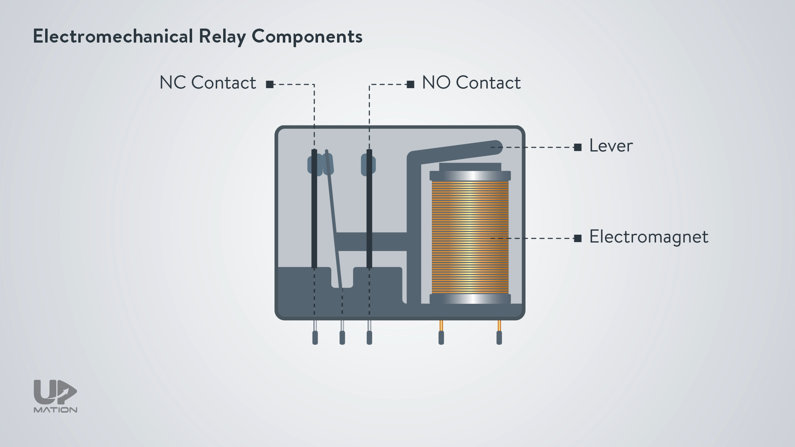 Electromechanical Relay Components
NC Contact
NO Contact
Lever
Electromagnet
UP
MATION